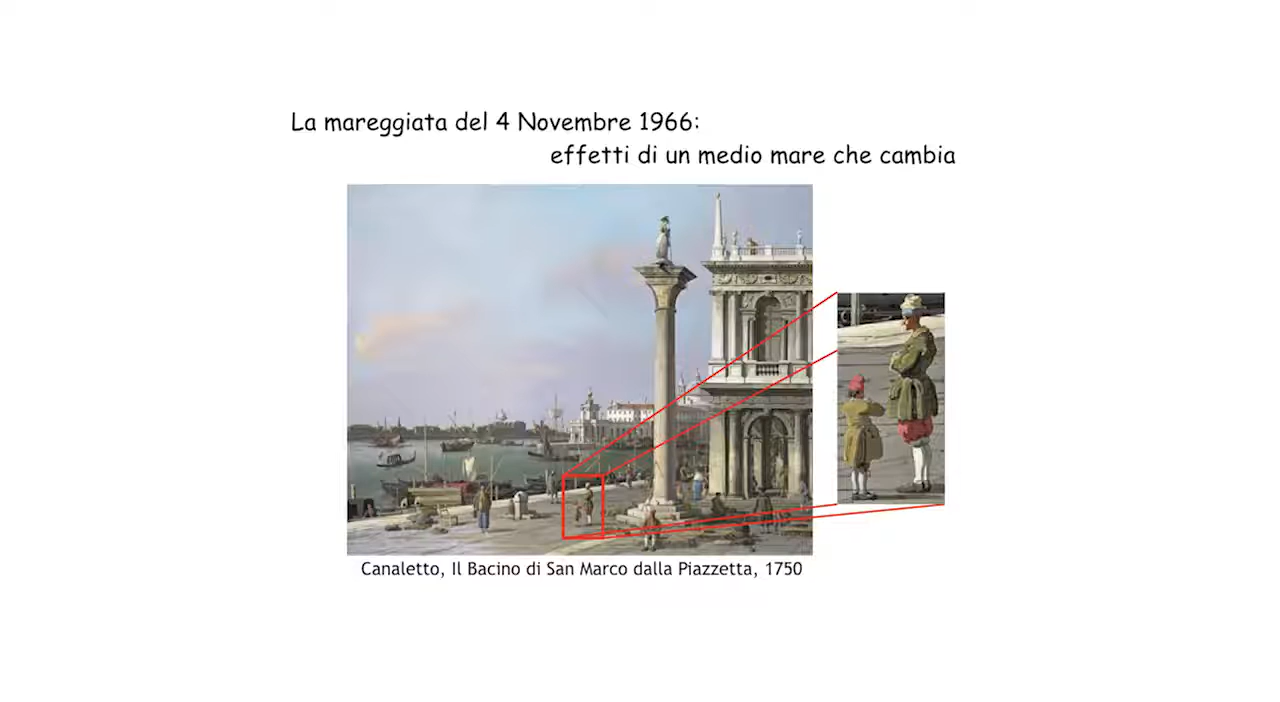 La mareggiata del 4 Novembre 1966:
effetti di un medio mare che cambia
Canaletto, Il Bacino di San Marco dalla Piazzetta, 1750